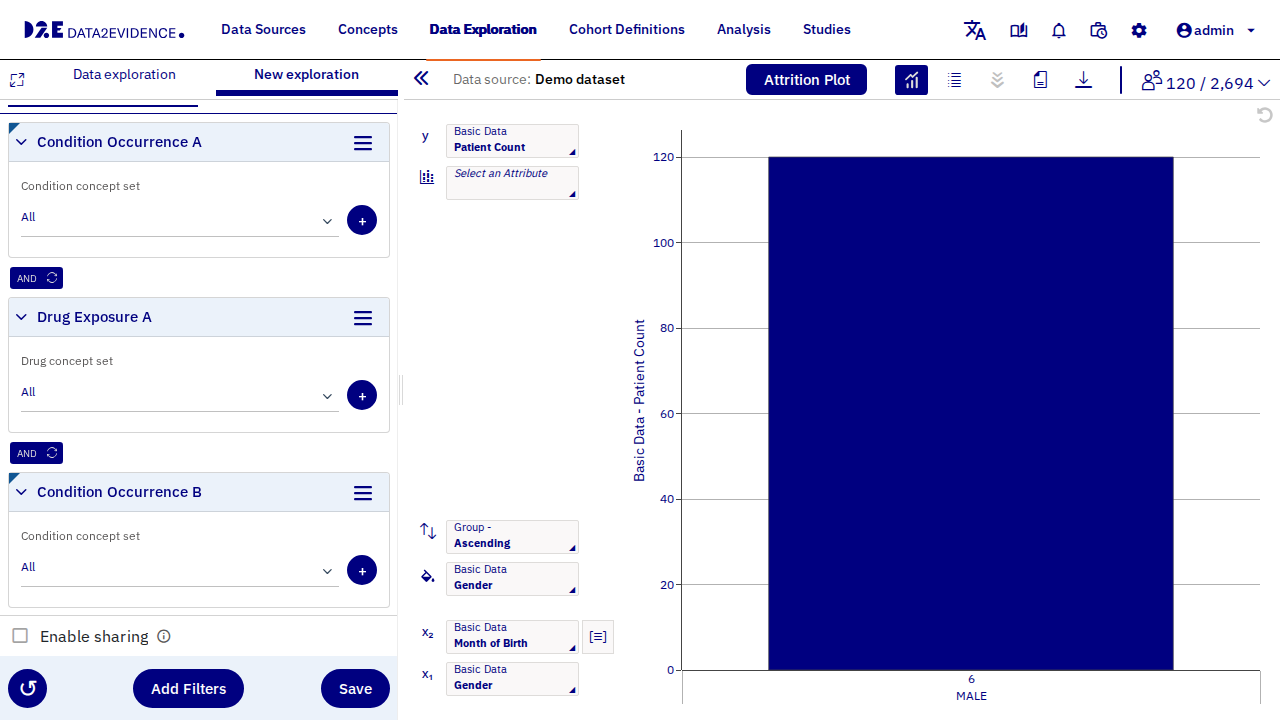 D2E DATA2EVIDENCE.
Data Sources
Concepts
Data Exploration
Cohort Definitions
Analysis
Studies
admin
Data exploration
New exploration
Data source: Demo dataset
Attrition Plot
120 / 2,694
Condition Occurrence A
Condition concept set
All
+
AND
Drug Exposure A
Drug concept set
All
+
AND
Condition Occurrence B
Condition concept set
All
+
Enable sharing
Add Filters
Save
y
Basic Data
Patient Count
Select an Attribute
Group -
Ascending
Basic Data
Gender
x₂
Basic Data
Month of Birth
[≡]
x₁
Basic Data
Gender
Basic Data - Patient Count
120
100
80
60
40
20
0
6
MALE